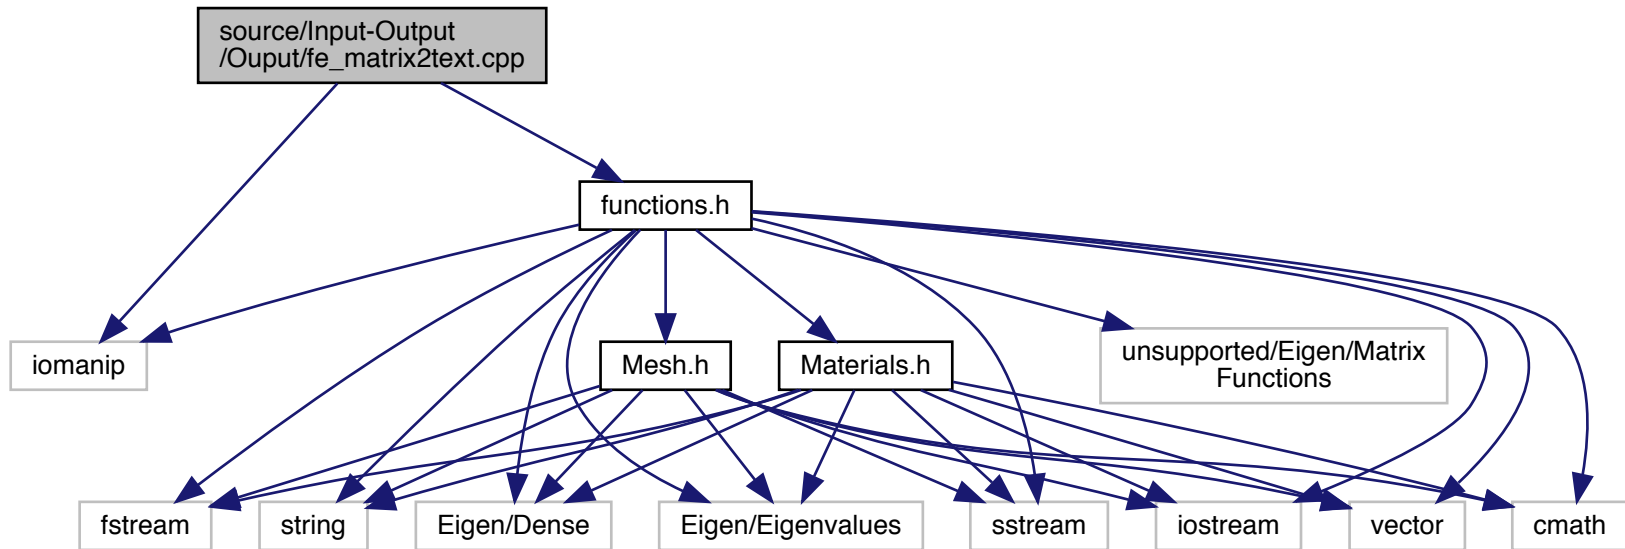 source/Input-Output
/Ouput/fe_matrix2text.cpp
functions.h
iomanip
Mesh.h
Materials.h
unsupported/Eigen/Matrix
Functions
fstream
string
Eigen/Dense
Eigen/Eigenvalues
sstream
iostream
vector
cmath